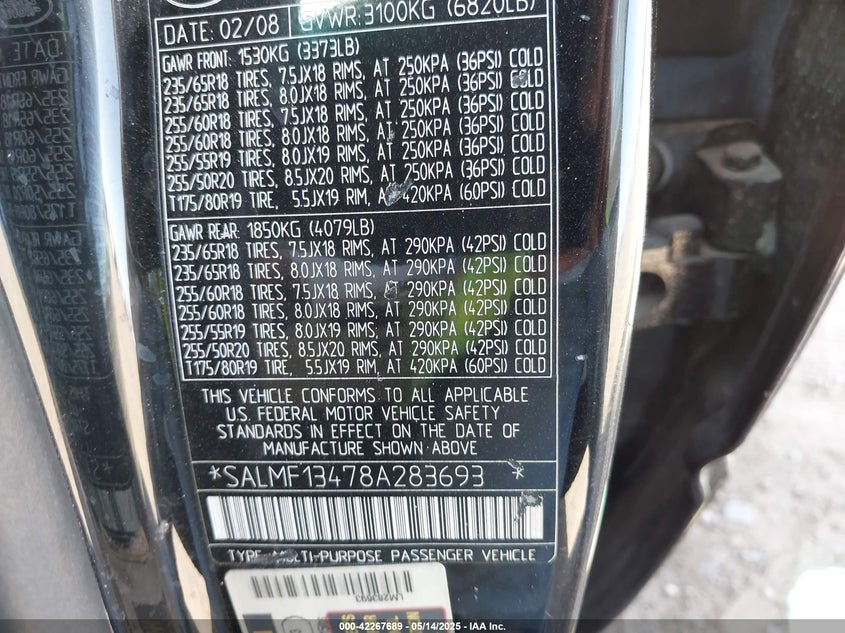 DATE: 02/08 GVWR:3100KG (6820LB)
GAWR FRONT: 1530KG (3373LB)
235/65R18 TIRES, 7.5JX18 RIMS, AT 250KPA (36PSI) COLD
235/65R18 TIRES, 8.0JX18 RIMS, AT 250KPA (36PSI) COLD
255/60R18 TIRES, 7.5JX18 RIMS, AT 250KPA (36PSI) COLD
255/60R18 TIRES, 8.0JX18 RIMS, AT 250KPA (36PSI) COLD
255/55R19 TIRES, 8.0JX19 RIMS, AT 250KPA (36PSI) COLD
255/50R20 TIRES, 8.5JX20 RIMS, AT 250KPA (36PSI) COLD
T175/80R19 TIRE, 5.5JX19 RIM, AT 420KPA (60PSI) COLD
GAWR REAR: 1850KG (4079LB)
235/65R18 TIRES, 7.5JX18 RIMS, AT 290KPA (42PSI) COLD
235/65R18 TIRES, 8.0JX18 RIMS, AT 290KPA (42PSI) COLD
255/60R18 TIRES, 7.5JX18 RIMS, AT 290KPA (42PSI) COLD
255/60R18 TIRES, 8.0JX18 RIMS, AT 290KPA (42PSI) COLD
255/55R19 TIRES, 8.0JX19 RIMS, AT 290KPA (42PSI) COLD
255/50R20 TIRES, 8.5JX20 RIMS, AT 290KPA (42PSI) COLD
T175/80R19 TIRE, 5.5JX19 RIM, AT 420KPA (60PSI) COLD
THIS VEHICLE CONFORMS TO ALL APPLICABLE
U.S. FEDERAL MOTOR VEHICLE SAFETY
STANDARDS IN EFFECT ON THE DATE OF
MANUFACTURE SHOWN ABOVE
*SALMF13478A283693 *
TYPE: MULTI-PURPOSE PASSENGER VEHICLE
LM283693
000-42267689 - 05/14/2025 - IAA Inc.